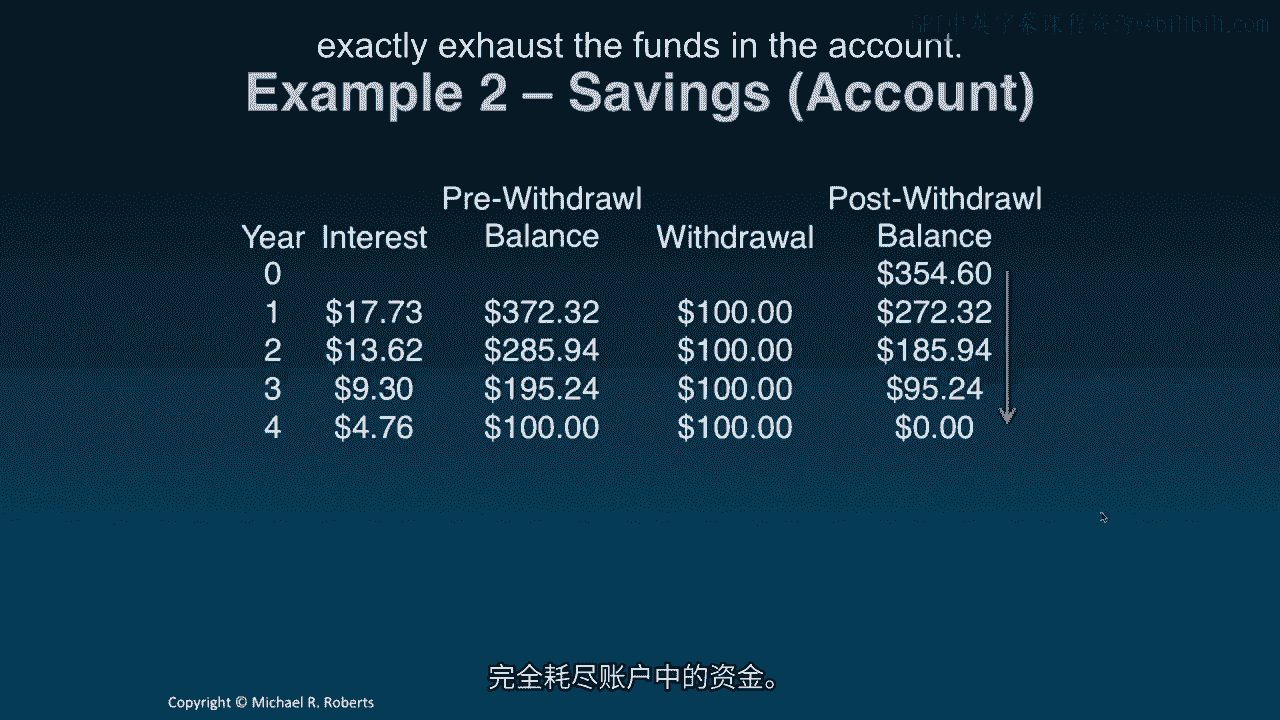 exactly exhaust the funds in the account.
Example 2 – Savings (Account)
Pre-Withdrawl Post-Withdrawl
Year Interest Balance Withdrawal Balance
0 $354.60
1 $17.73 $372.32 $100.00 $272.32
2 $13.62 $285.94 $100.00 $185.94
3 $9.30 $195.24 $100.00 $95.24
4 $4.76 $100.00 $100.00 $0.00
完全耗尽账户中的资金。
Copyright © Michael R. Roberts